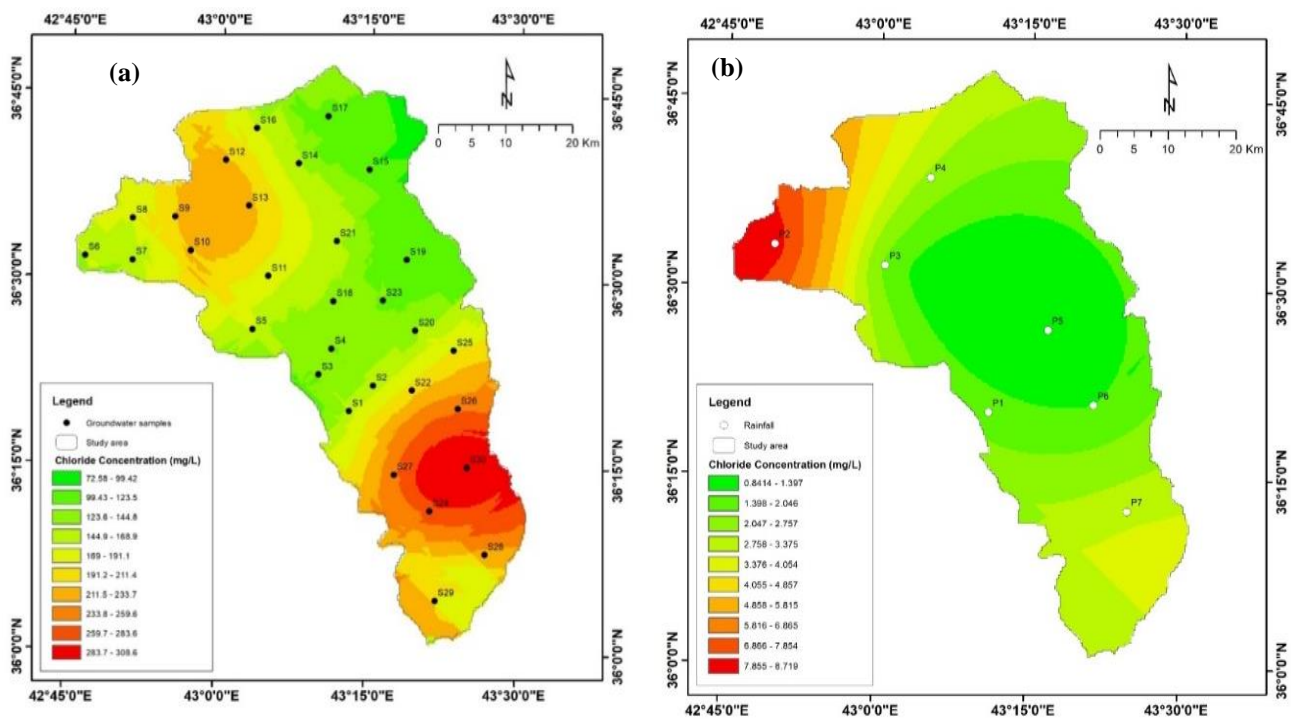 42°45'0"E 43°0'0"E 43°15'0"E 43°30'0"E
(a)
N
0 5 10 20 Km
36°45'0"N
36°30'0"N
36°15'0"N
36°0'0"N
36°45'0"N
36°30'0"N
36°15'0"N
36°0'0"N
S17
S16
S12
S14
S15
S13
S8
S9
S21
S6
S7
S10
S19
S11
S18
S23
S5
S20
S4
S25
S3
S2
S22
S1
S26
S27
S30
S28
S29
Legend
Groundwater samples
Study area
Chloride Concentration (mg/L)
72.58 - 99.42
99.43 - 123.5
123.6 - 144.8
144.9 - 168.9
169 - 191.1
191.2 - 211.4
211.5 - 233.7
233.8 - 259.6
259.7 - 283.6
283.7 - 308.6
42°45'0"E 43°0'0"E 43°15'0"E 43°30'0"E
42°45'0"E 43°0'0"E 43°15'0"E 43°30'0"E
(b)
N
0 5 10 20 Km
36°45'0"N
36°30'0"N
36°15'0"N
36°0'0"N
36°45'0"N
36°30'0"N
36°15'0"N
36°0'0"N
P4
P2
P3
P5
P1
P6
P7
Legend
Rainfall
Study area
Chloride Concentration (mg/L)
0.8414 - 1.397
1.398 - 2.046
2.047 - 2.757
2.758 - 3.375
3.376 - 4.054
4.055 - 4.857
4.858 - 5.815
5.816 - 6.865
6.866 - 7.854
7.855 - 8.719
42°45'0"E 43°0'0"E 43°15'0"E 43°30'0"E